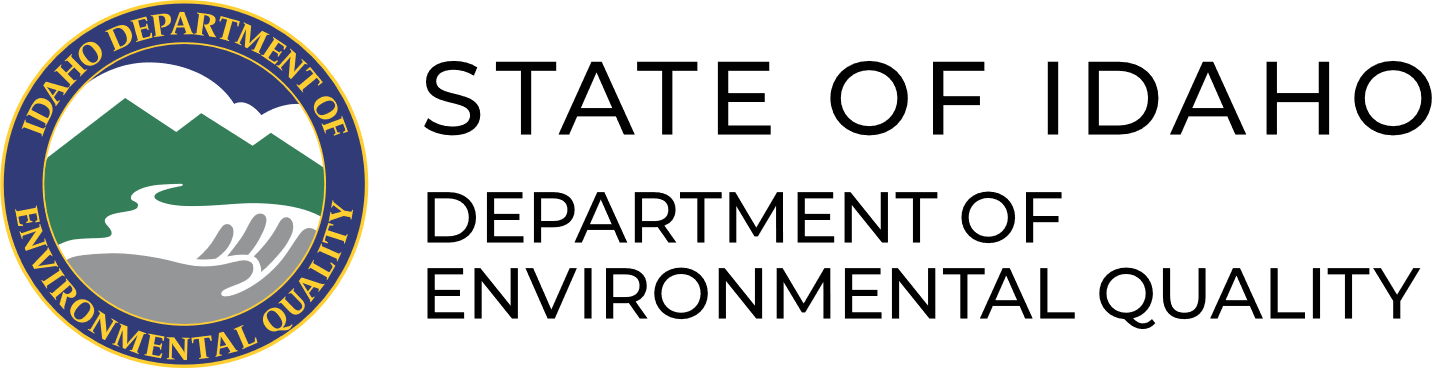 IDAHO DEPARTMENT OF
ENVIRONMENTAL QUALITY
STATE OF IDAHO
DEPARTMENT OF
ENVIRONMENTAL QUALITY